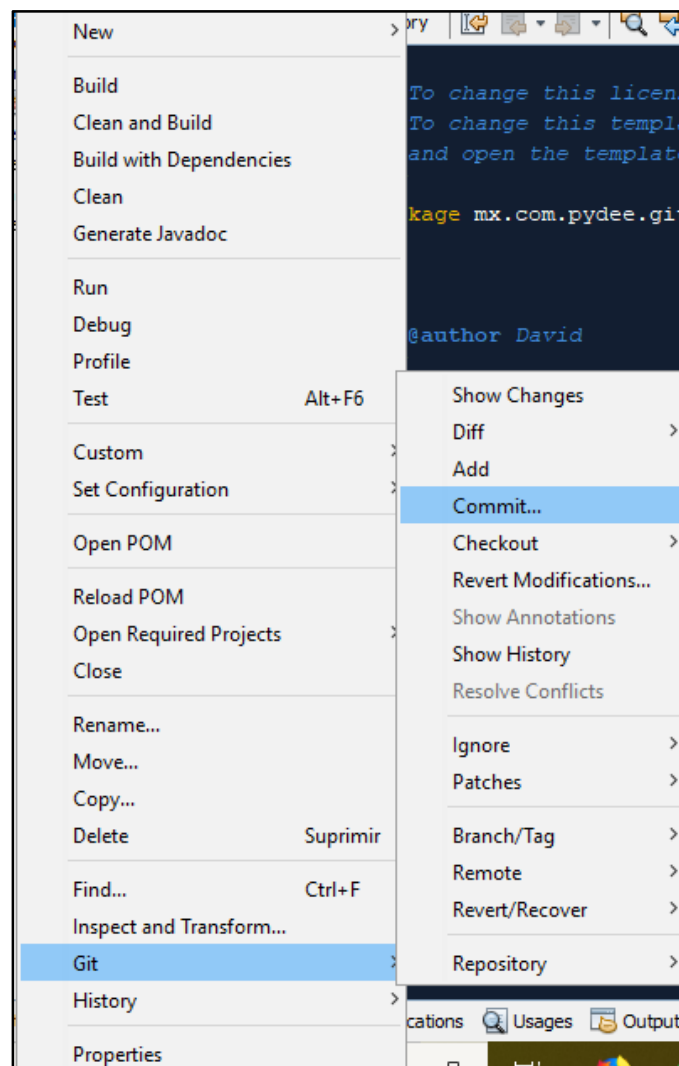 New
Build
Clean and Build
Build with Dependencies
Clean
Generate Javadoc
Run
Debug
Profile
Test Alt+F6
Custom
Set Configuration
Open POM
Reload POM
Open Required Projects
Close
Rename...
Move...
Copy...
Delete Suprimir
Find... Ctrl+F
Inspect and Transform...
Git
History
Properties
To change this licen
To change this templ
and open the templat
kage mx.com.pydee.gi
@author David
Show Changes
Diff
Add
Commit...
Checkout
Revert Modifications...
Show Annotations
Show History
Resolve Conflicts
Ignore
Patches
Branch/Tag
Remote
Revert/Recover
Repository
cations Usages Output